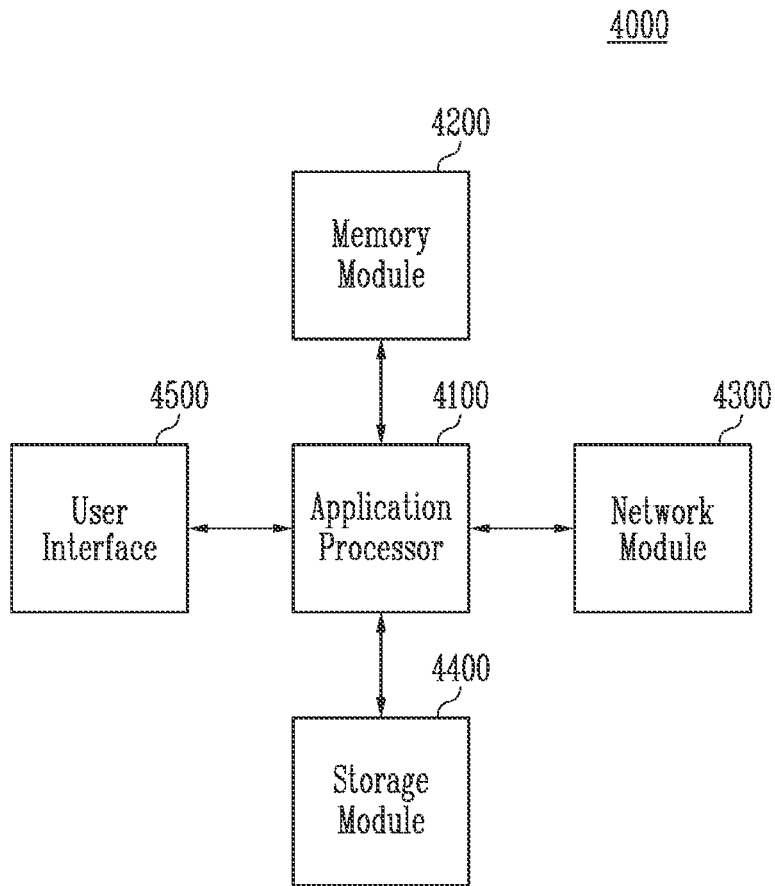 4000
4200
Memory
Module
4500
4100
4300
User
Interface
Application
Processor
Network
Module
4400
Storage
Module